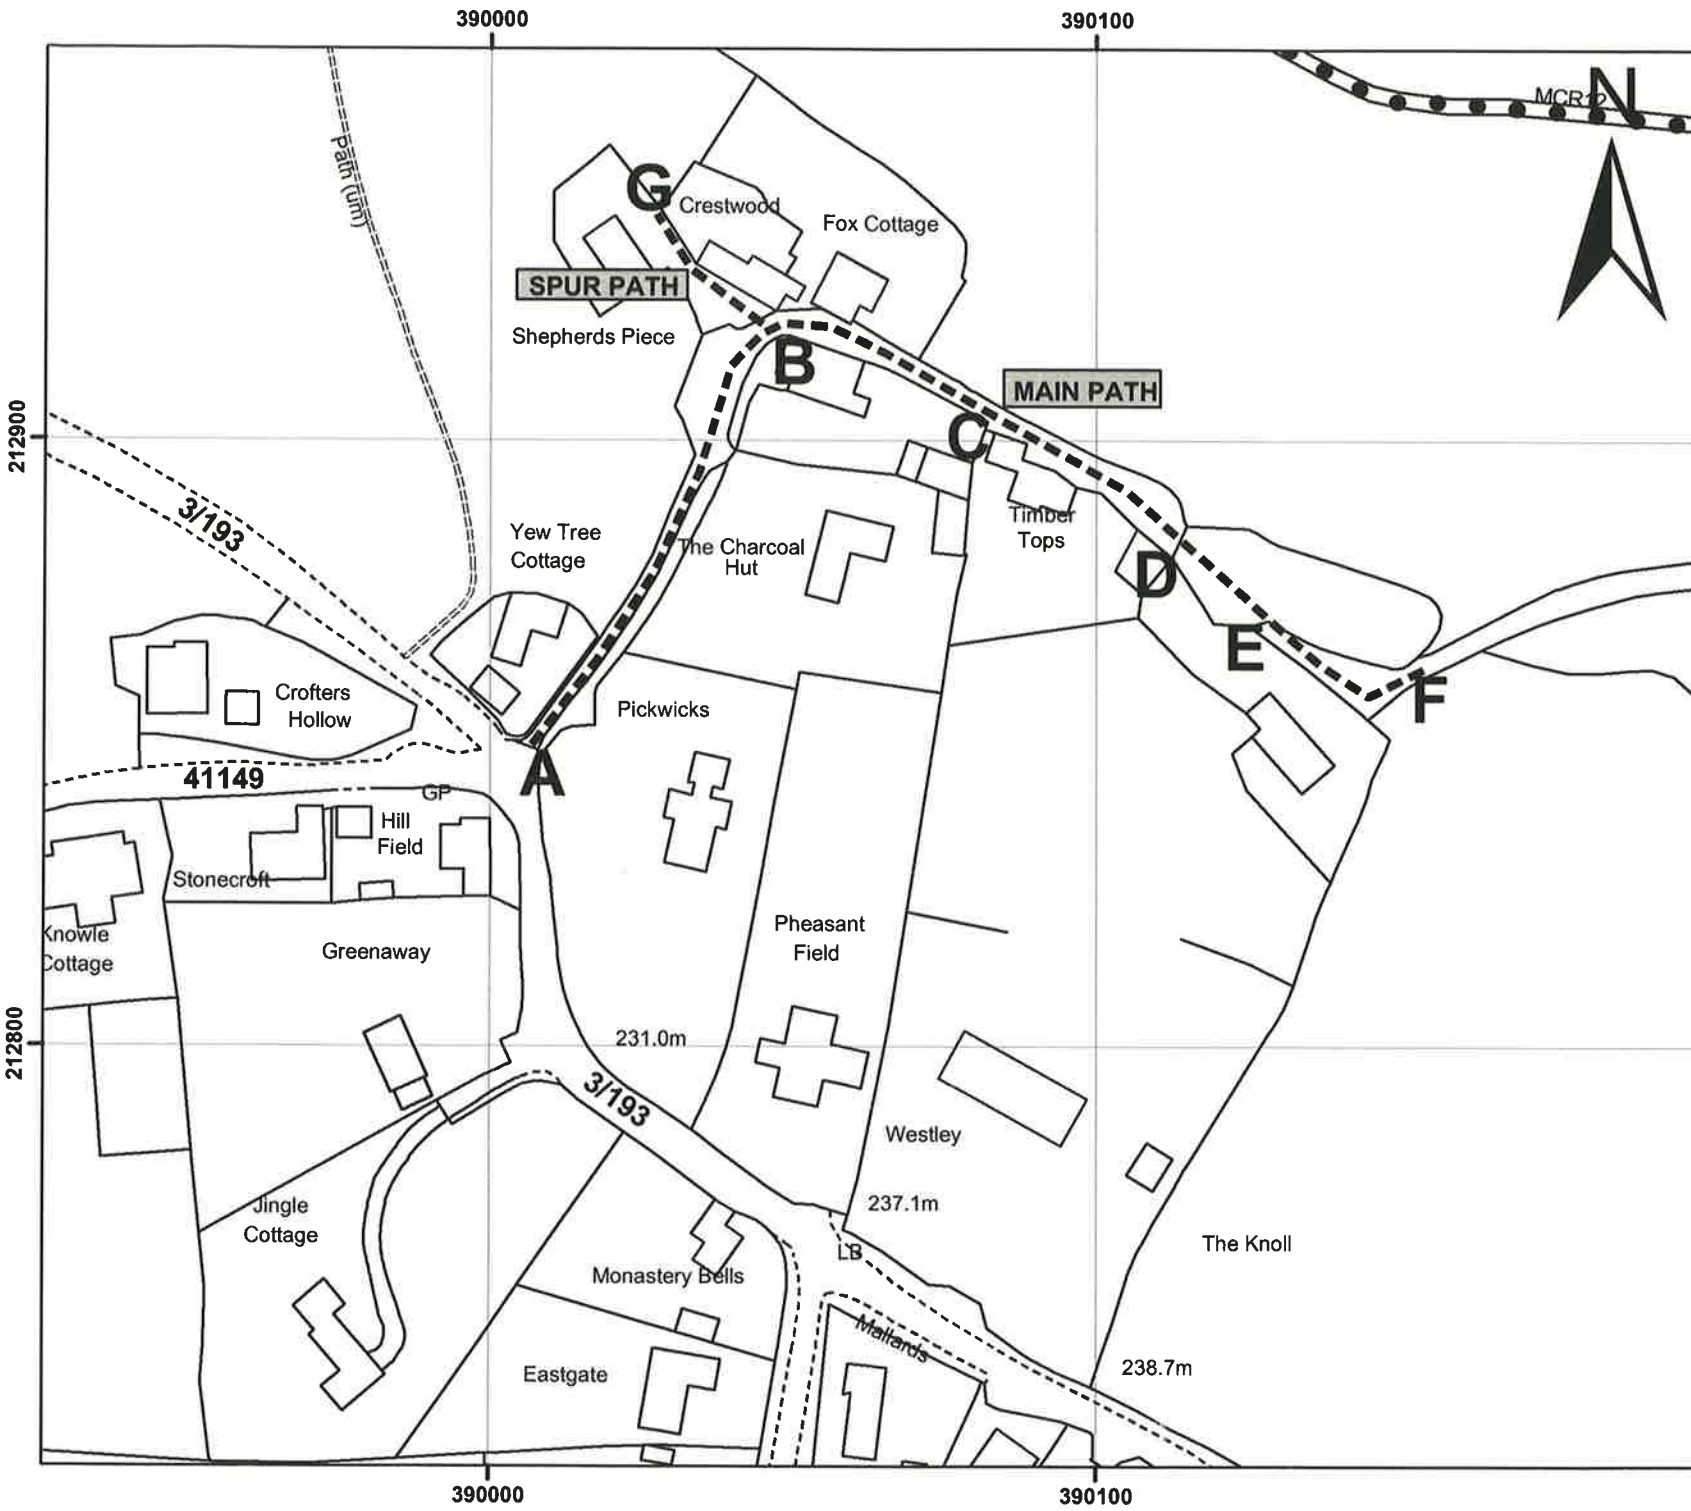 390000
390100
MCR12
N
Path (um)
G
Crestwood
Fox Cottage
SPUR PATH
Shepherds Piece
B
MAIN PATH
212900
C
3/193
Yew Tree
Cottage
The Charcoal
Hut
Timber
Tops
D
E
F
Crofters
Hollow
Pickwicks
A
41149
GP
Hill
Field
Stonecroft
Knowle
Cottage
Greenaway
Pheasant
Field
212800
231.0m
3/193
Westley
237.1m
Jingle
Cottage
LB
The Knoll
Monastery Bells
Mallards
Eastgate
238.7m
390000
390100